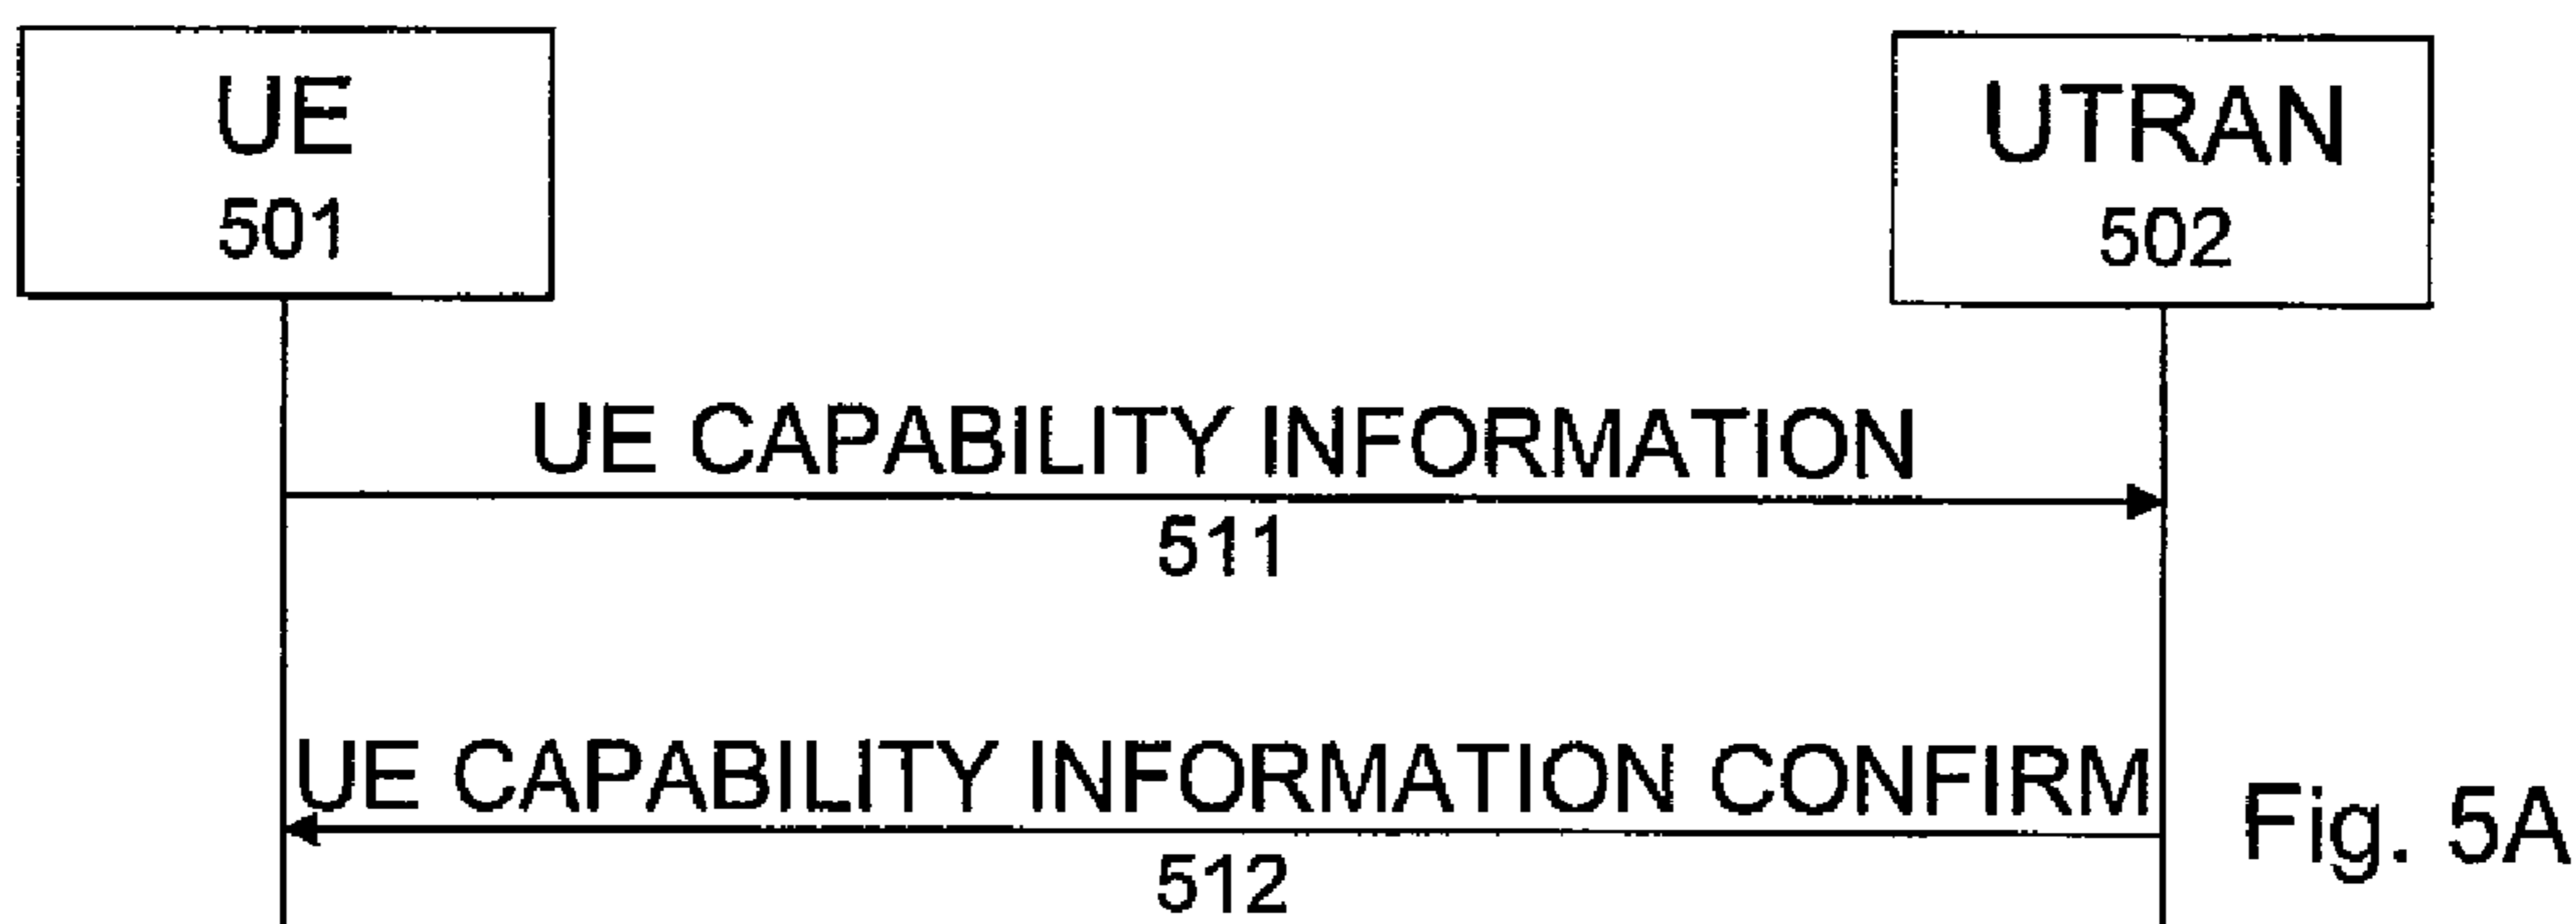 UE
501
UTRAN
502
UE CAPABILITY INFORMATION
511
UE CAPABILITY INFORMATION CONFIRM
512
Fig. 5A